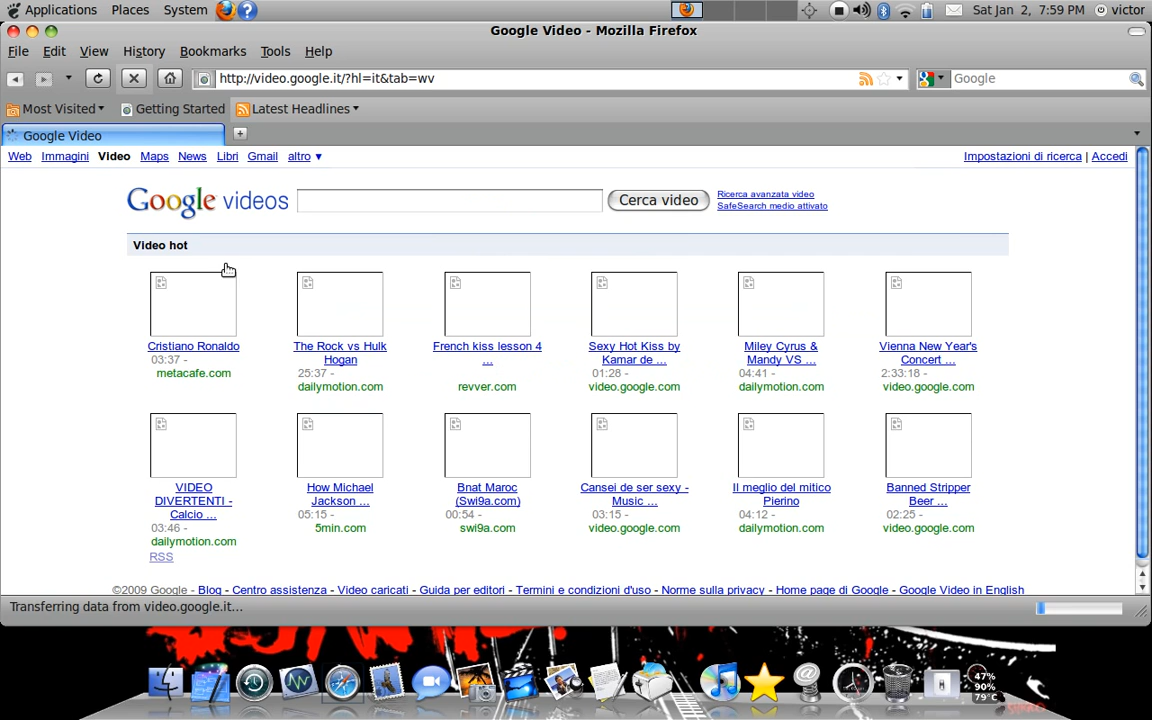 Applications Places System Sat Jan 2, 7:59 PM victor
Google Video - Mozilla Firefox
File Edit View History Bookmarks Tools Help
http://video.google.it/?hl=it&tab=wv Google
Most Visited Getting Started Latest Headlines
Google Video
Web Immagini Video Maps News Libri Gmail altro ▼ Impostazioni di ricerca | Accedi
Google videos Cerca video Ricerca avanzata video
SafeSearch medio attivato
Video hot
Cristiano Ronaldo
03:37 -
metacafe.com
The Rock vs Hulk
Hogan
25:37 -
dailymotion.com
French kiss lesson 4
...
revver.com
Sexy Hot Kiss by
Kamar de ...
01:28 -
video.google.com
Miley Cyrus &
Mandy VS ...
04:41 -
dailymotion.com
Vienna New Year's
Concert ...
2:33:18 -
video.google.com
VIDEO
DIVERTENTI -
Calcio ...
03:46 -
dailymotion.com
How Michael
Jackson ...
05:15 -
5min.com
Bnat Maroc
(Swi9a.com)
00:54 -
swi9a.com
Cansei de ser sexy -
Music ...
03:15 -
video.google.com
Il meglio del mitico
Pierino
04:12 -
dailymotion.com
Banned Stripper
Beer ...
02:25 -
video.google.com
RSS
©2009 Google - Blog - Centro assistenza - Video caricati - Guida per editori - Termini e condizioni d'uso - Norme sulla privacy - Home page di Google - Google Video in English
Transferring data from video.google.it...
47%
90%
79°C